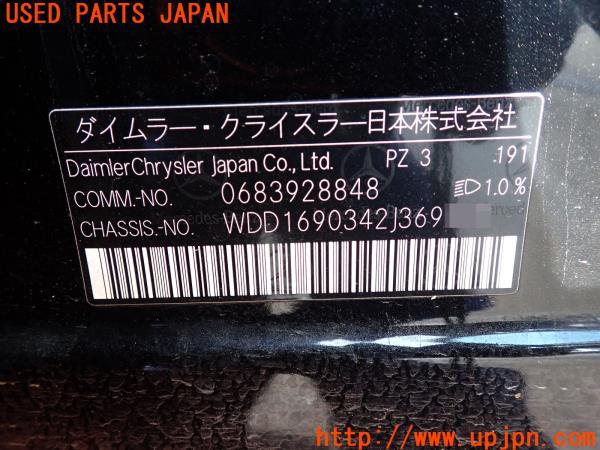 USED PARTS JAPAN
ダイムラー・クライスラー日本株式会社
DaimlerChrysler Japan Co., Ltd. PZ 3 191
COMM.-NO. 0683928848 1.0%
CHASSIS.-NO. WDD1690342J369
http://www.upjpn.com